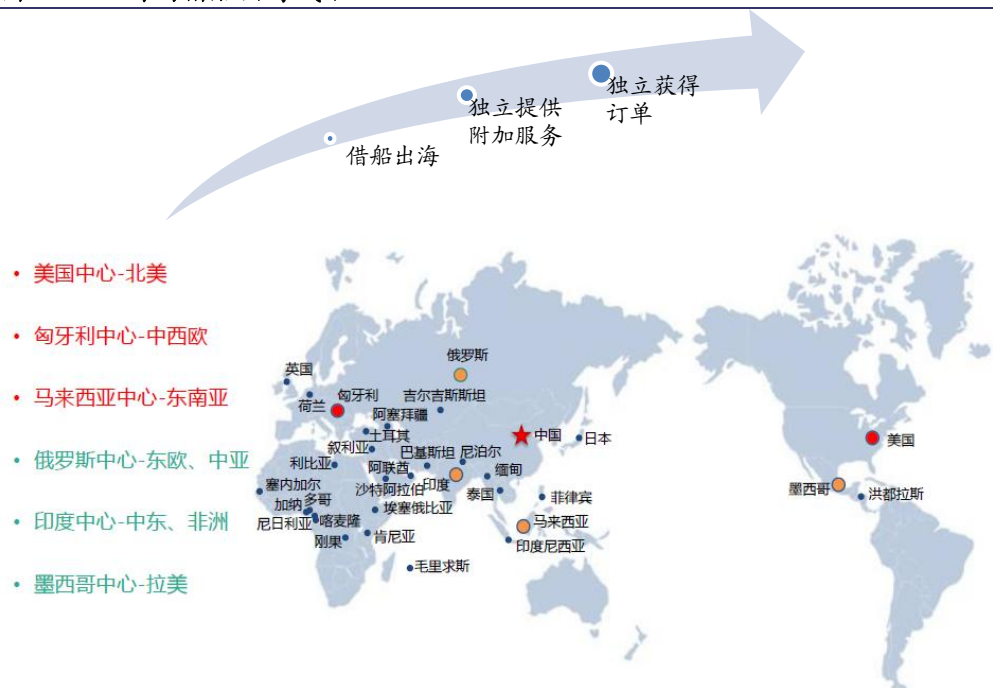 借船出海
独立提供
附加服务
独立获得
订单
• 美国中心-北美
• 匈牙利中心-中西欧
• 马来西亚中心-东南亚
• 俄罗斯中心-东欧、中亚
• 印度中心-中东、非洲
• 墨西哥中心-拉美
英国
俄罗斯
荷兰
匈牙利
吉尔吉斯斯坦
阿塞拜疆
土耳其
中国
日本
美国
叙利亚
巴基斯坦
尼泊尔
利比亚
阿联酋
印度
缅甸
塞内加尔
沙特阿拉伯
泰国
菲律宾
墨西哥
洪都拉斯
加纳
多哥
埃塞俄比亚
尼日利亚
喀麦隆
马来西亚
刚果
肯尼亚
印度尼西亚
毛里求斯